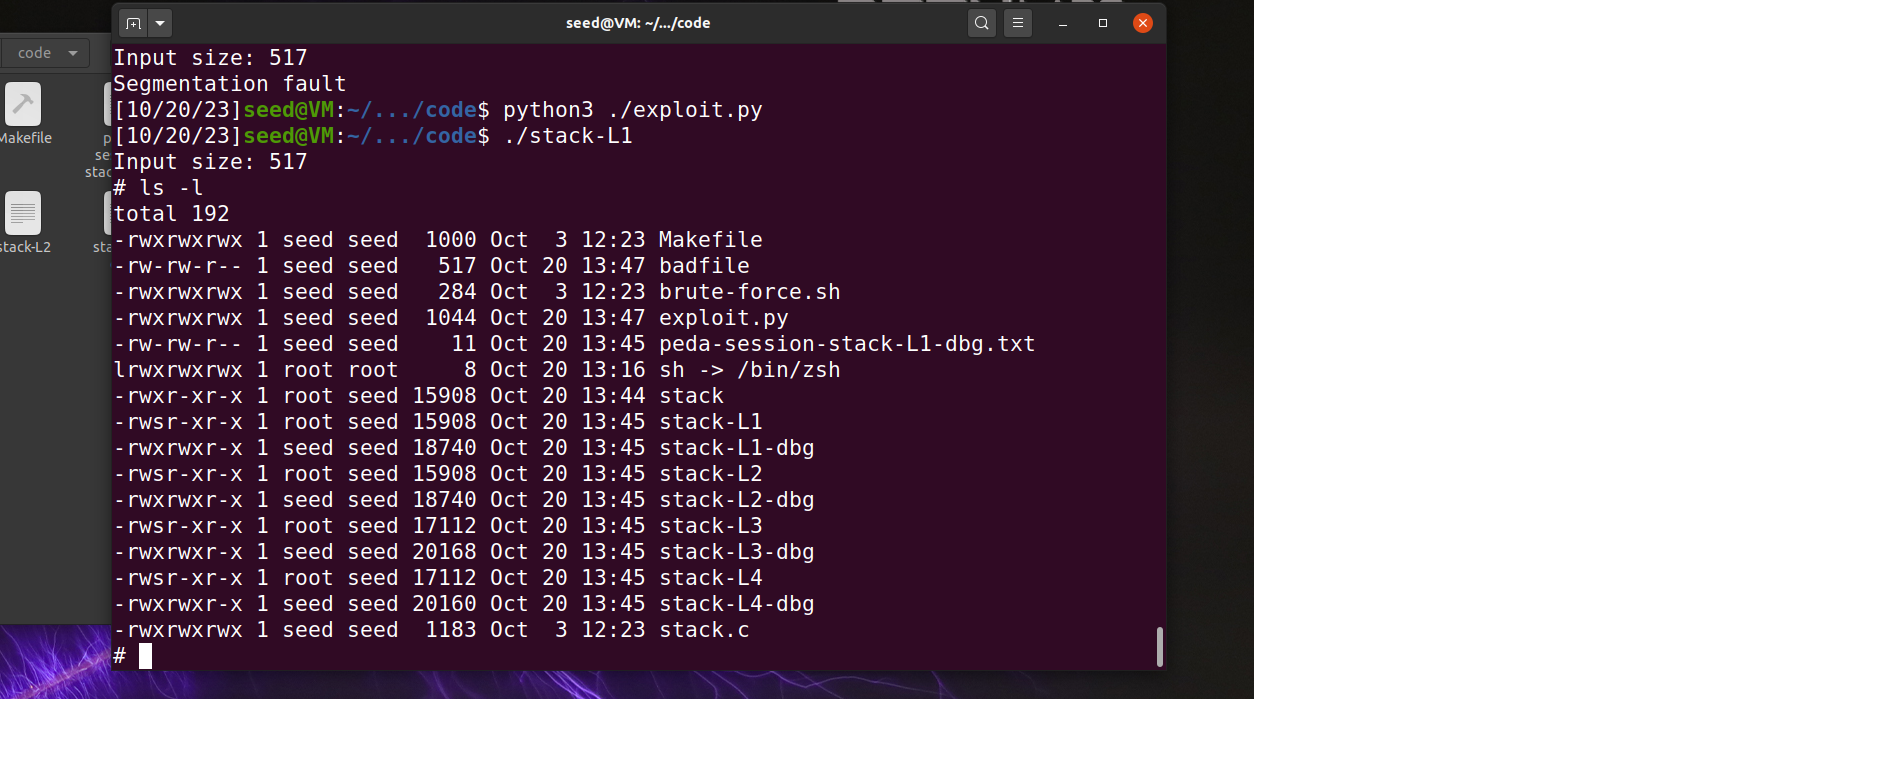 seed@VM: ~/.../code
code
Makefile
stack-L2
Input size: 517
Segmentation fault
[10/20/23]seed@VM:~/.../code$ python3 ./exploit.py
[10/20/23]seed@VM:~/.../code$ ./stack-L1
Input size: 517
# ls -l
total 192
-rwxrwxrwx 1 seed seed  1000 Oct  3 12:23 Makefile
-rw-rw-r-- 1 seed seed   517 Oct 20 13:47 badfile
-rwxrwxrwx 1 seed seed   284 Oct  3 12:23 brute-force.sh
-rwxrwxrwx 1 seed seed  1044 Oct 20 13:47 exploit.py
-rw-rw-r-- 1 seed seed    11 Oct 20 13:45 peda-session-stack-L1-dbg.txt
lrwxrwxrwx 1 root root     8 Oct 20 13:16 sh -> /bin/zsh
-rwxr-xr-x 1 root seed 15908 Oct 20 13:44 stack
-rwsr-xr-x 1 root seed 15908 Oct 20 13:45 stack-L1
-rwxrwxr-x 1 seed seed 18740 Oct 20 13:45 stack-L1-dbg
-rwsr-xr-x 1 root seed 15908 Oct 20 13:45 stack-L2
-rwxrwxr-x 1 seed seed 18740 Oct 20 13:45 stack-L2-dbg
-rwsr-xr-x 1 root seed 17112 Oct 20 13:45 stack-L3
-rwxrwxr-x 1 seed seed 20168 Oct 20 13:45 stack-L3-dbg
-rwsr-xr-x 1 root seed 17112 Oct 20 13:45 stack-L4
-rwxrwxr-x 1 seed seed 20160 Oct 20 13:45 stack-L4-dbg
-rwxrwxrwx 1 seed seed  1183 Oct  3 12:23 stack.c
#